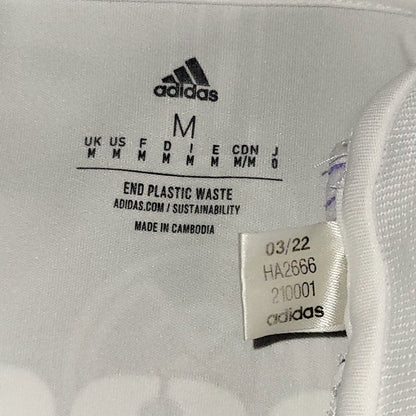 adidas
M
UK US F D I E CDN J
M M M M M M M/M O
END PLASTIC WASTE
ADIDAS.COM / SUSTAINABILITY
MADE IN CAMBODIA
03/22
HA2666
210001
adidas